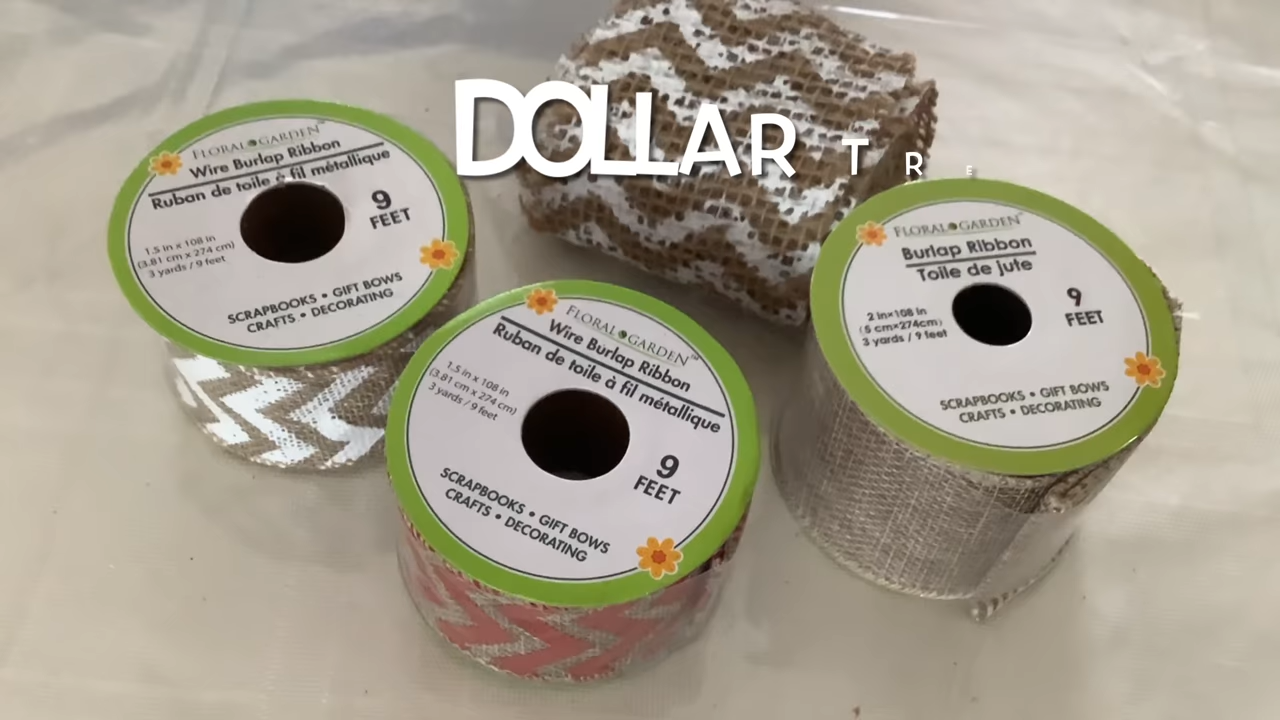 DOLLAR TRE
FLORAL GARDEN™
Wire Burlap Ribbon
Ruban de toile à fil métallique
9
FEET
1.5 in x 108 in
(3.81 cm x 274 cm)
3 yards / 9 feet
SCRAPBOOKS • GIFT BOWS
CRAFTS • DECORATING
FLORAL GARDEN™
Wire Burlap Ribbon
Ruban de toile à fil métallique
1.5 in x 108 in
(3.81 cm x 274 cm)
3 yards / 9 feet
9
FEET
SCRAPBOOKS • GIFT BOWS
CRAFTS • DECORATING
FLORAL GARDEN™
Burlap Ribbon
Toile de jute
2 in×108 in
(5 cm×274cm)
3 yards / 9 feet
9
FEET
SCRAPBOOKS • GIFT BOWS
CRAFTS • DECORATING